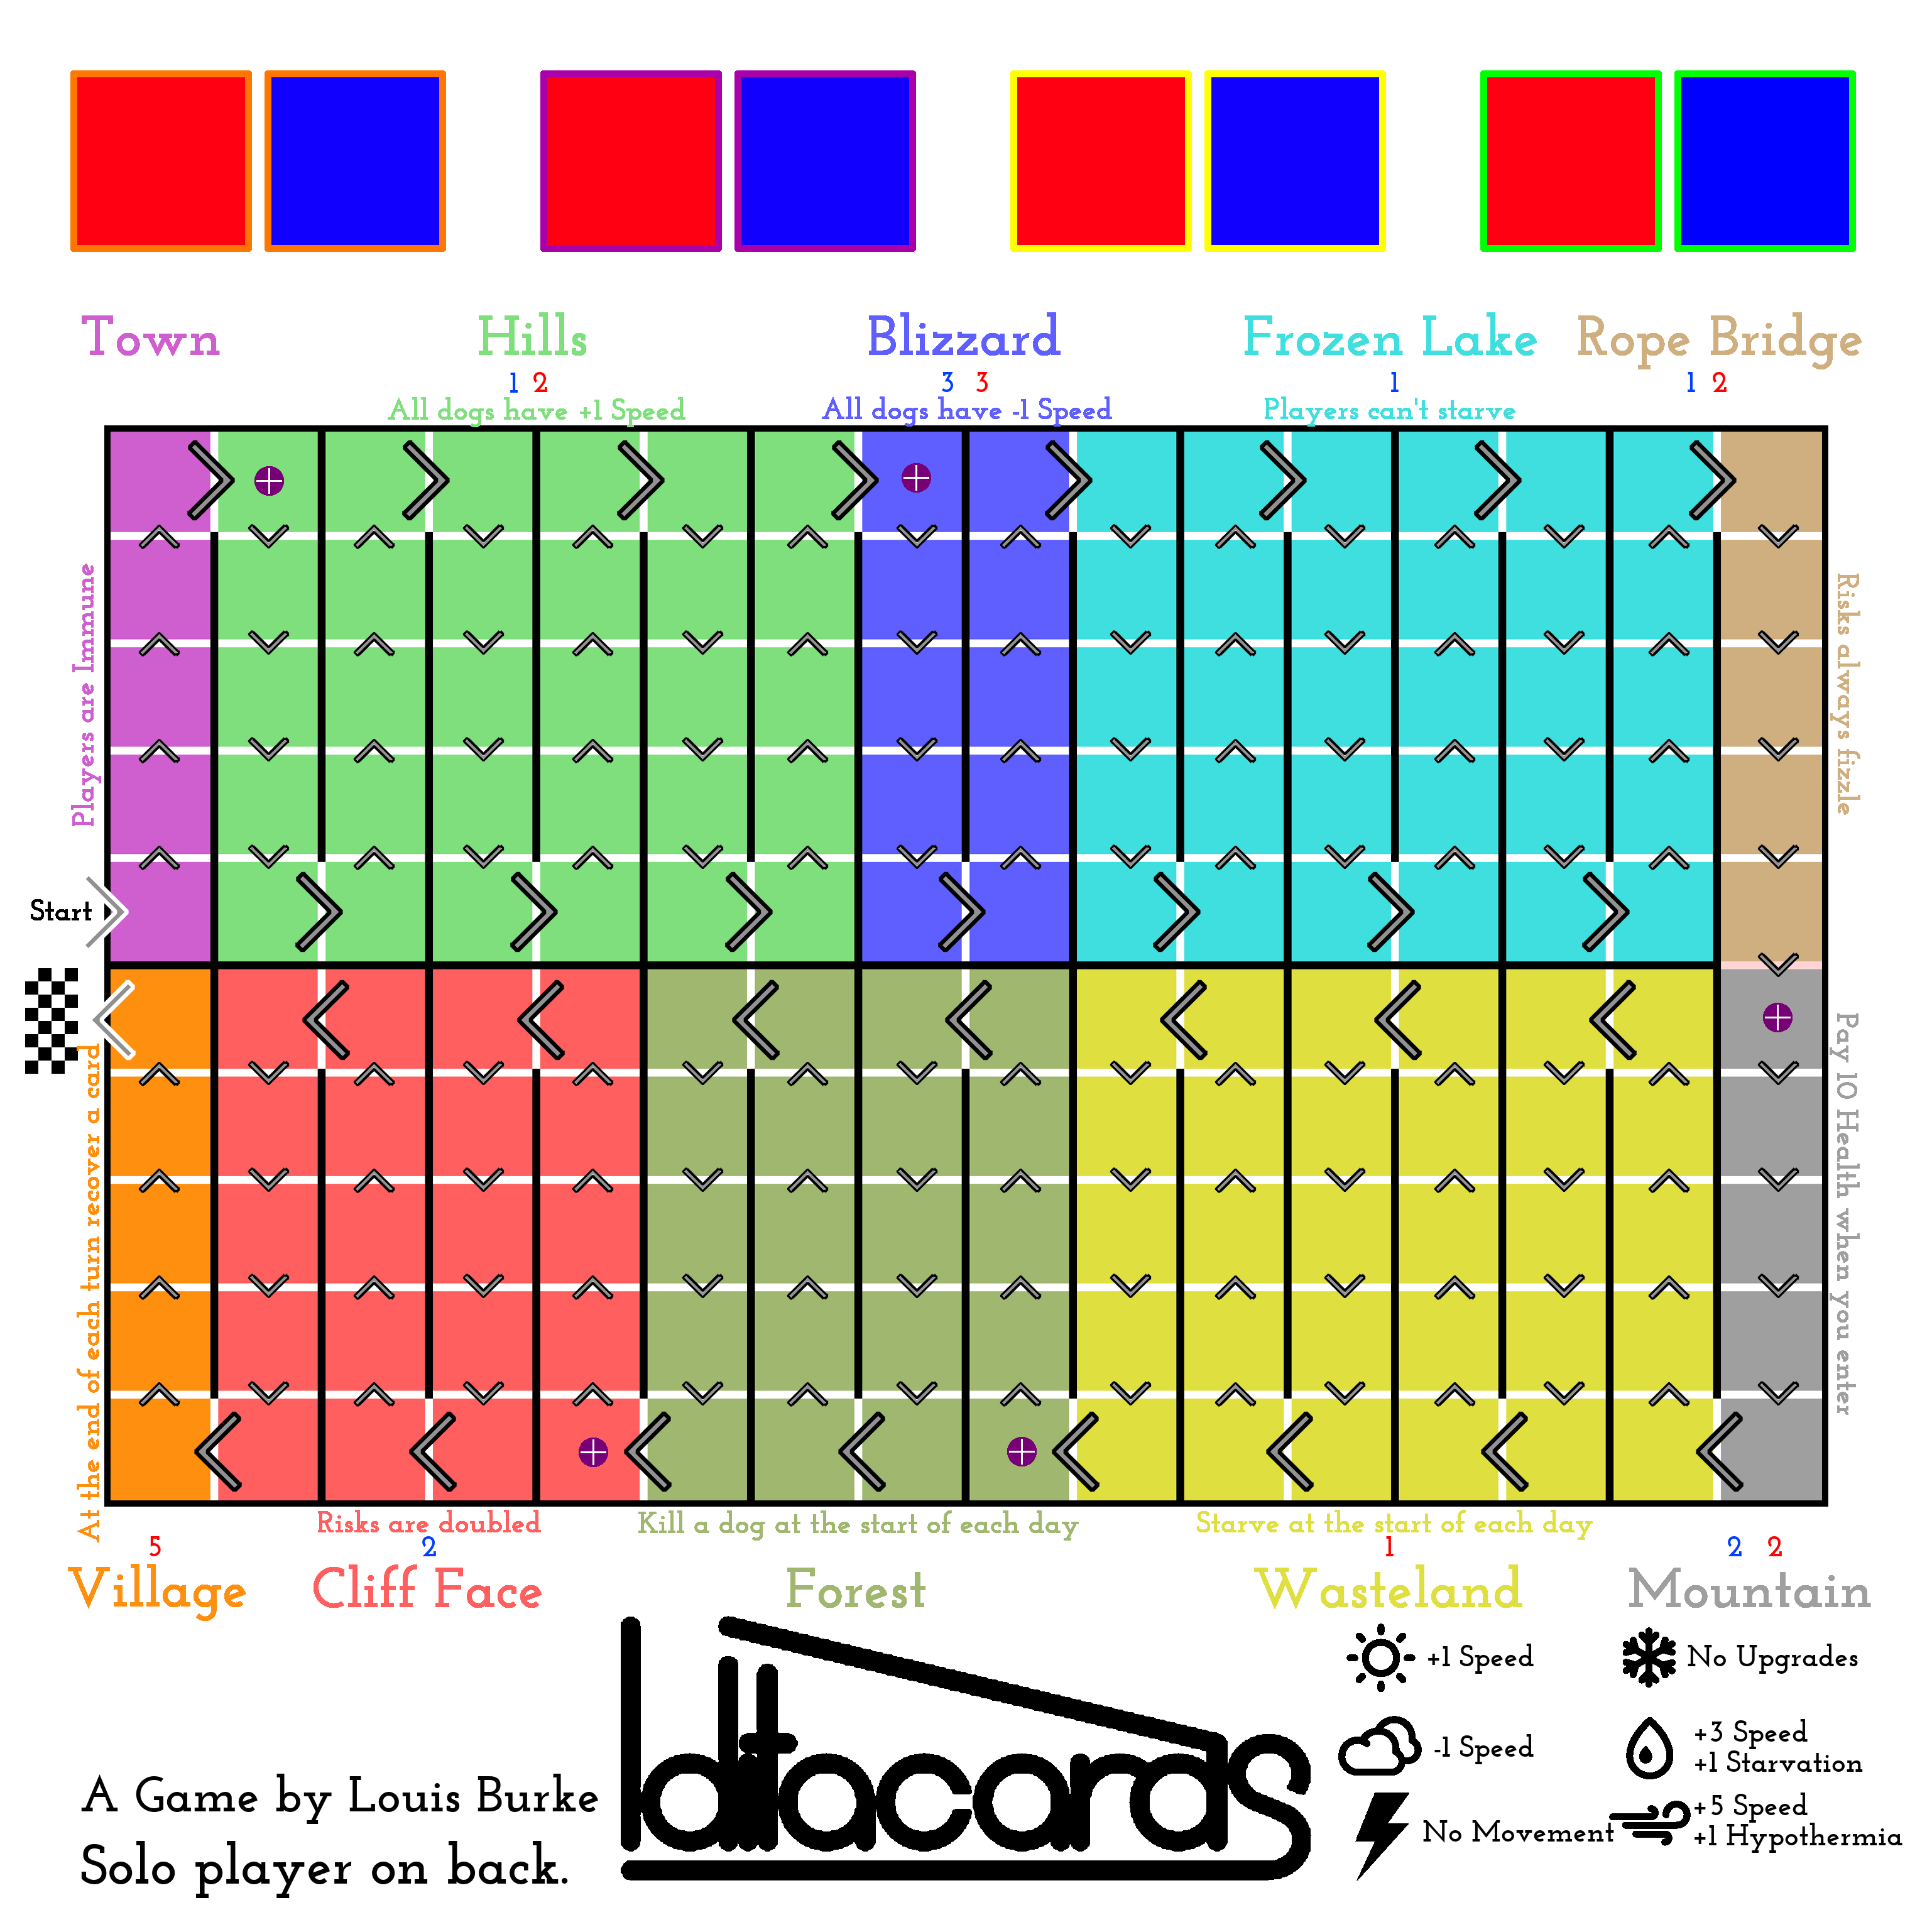 Town
Hills
Blizzard
Frozen Lake
Rope Bridge
1 2
3 3
1
1 2
All dogs have +1 Speed
All dogs have -1 Speed
Players can't starve
Players are Immune
Risks always fizzle
Start
At the end of each turn recover a card
Pay 10 Health when you enter
Risks are doubled
Kill a dog at the start of each day
Starve at the start of each day
5
2
1
2 2
Village
Cliff Face
Forest
Wasteland
Mountain
Iditacards
+1 Speed
No Upgrades
-1 Speed
+3 Speed
+1 Starvation
No Movement
+5 Speed
+1 Hypothermia
A Game by Louis Burke
Solo player on back.